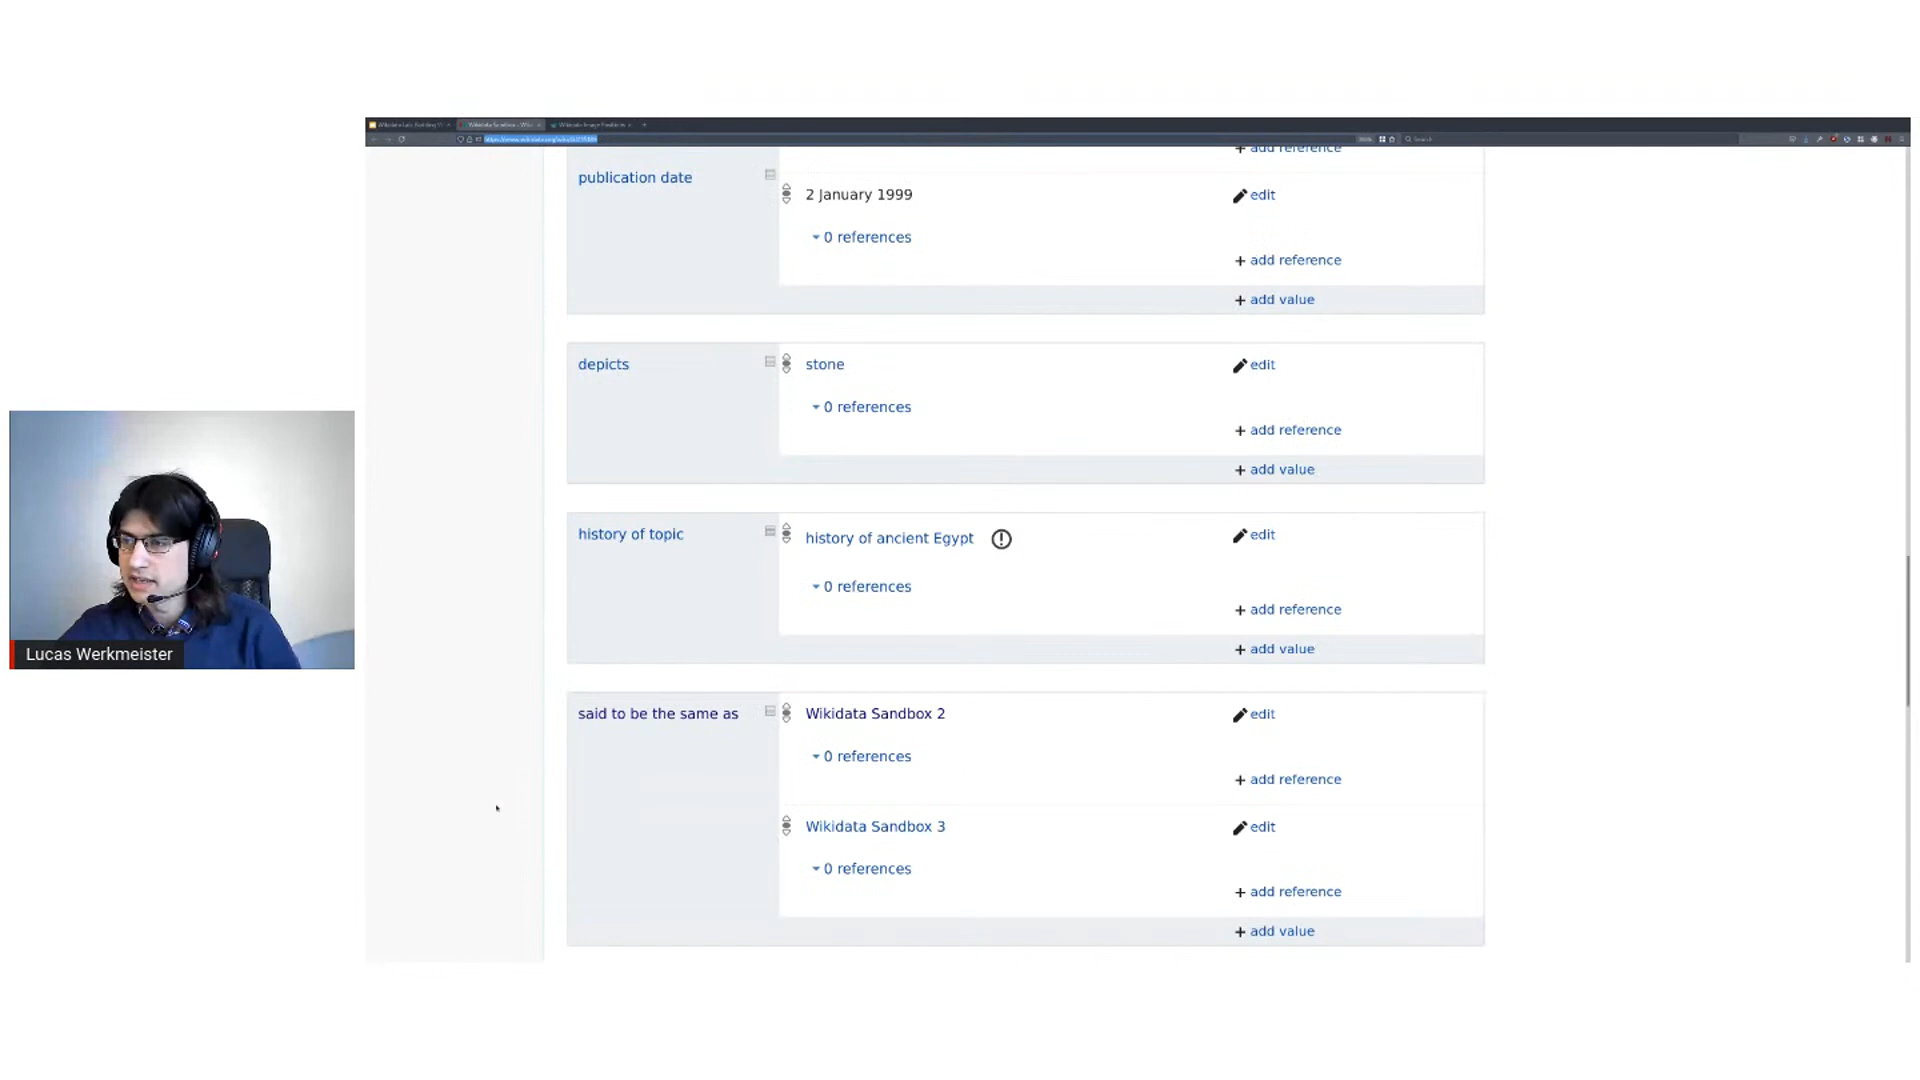 Search
+ add reference
publication date
2 January 1999
edit
0 references
+ add reference
+ add value
depicts
stone
edit
0 references
+ add reference
+ add value
history of topic
history of ancient Egypt
edit
0 references
+ add reference
+ add value
said to be the same as
Wikidata Sandbox 2
edit
0 references
+ add reference
Wikidata Sandbox 3
edit
0 references
+ add reference
+ add value
Lucas Werkmeister